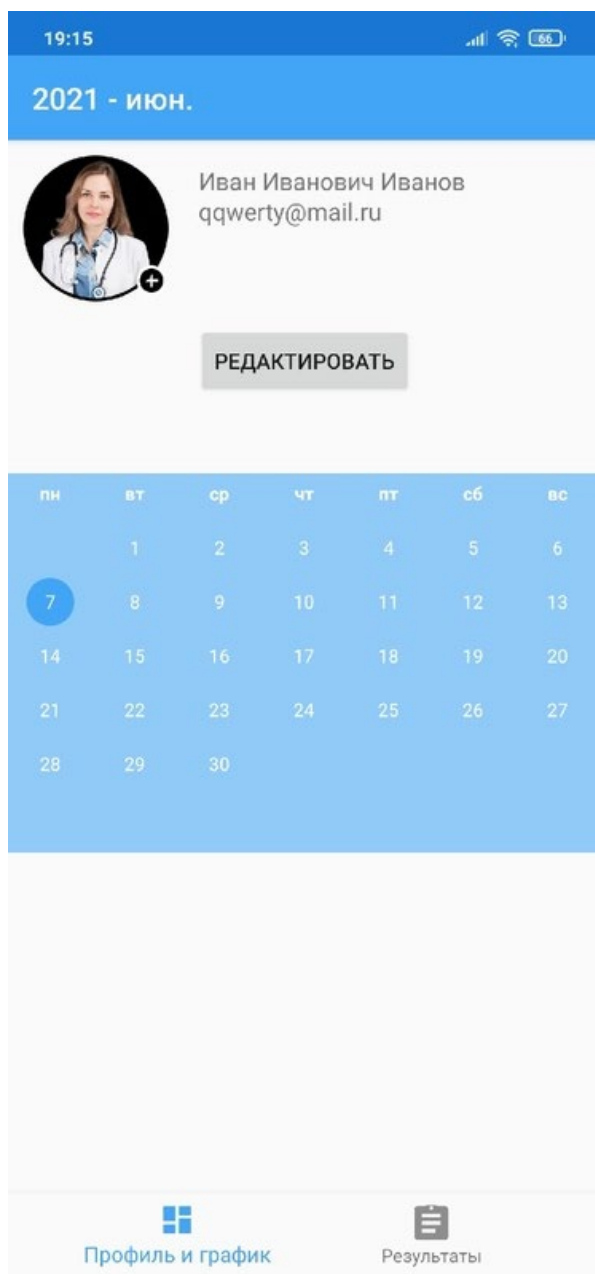 19:15
66
2021 - июн.
Иван Иванович Иванов
qqwerty@mail.ru
РЕДАКТИРОВАТЬ
пн вт ср чт пт сб вс
1 2 3 4 5 6
7 8 9 10 11 12 13
14 15 16 17 18 19 20
21 22 23 24 25 26 27
28 29 30
Профиль и график
Результаты